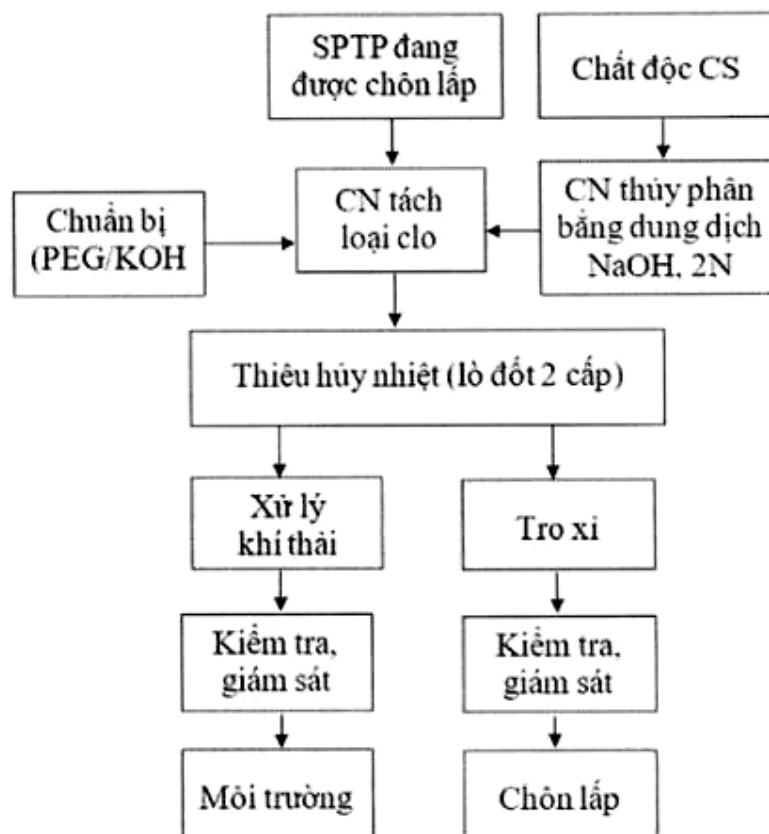 SPTP đang
được chôn lấp
Chất độc CS
Chuẩn bị
(PEG/KOH
CN tách
loại clo
CN thủy phân
bằng dung dịch
NaOH, 2N
Thiêu hủy nhiệt (lò đốt 2 cấp)
Xử lý
khí thải
Tro xỉ
Kiểm tra,
giám sát
Kiểm tra,
giám sát
Môi trường
Chôn lấp